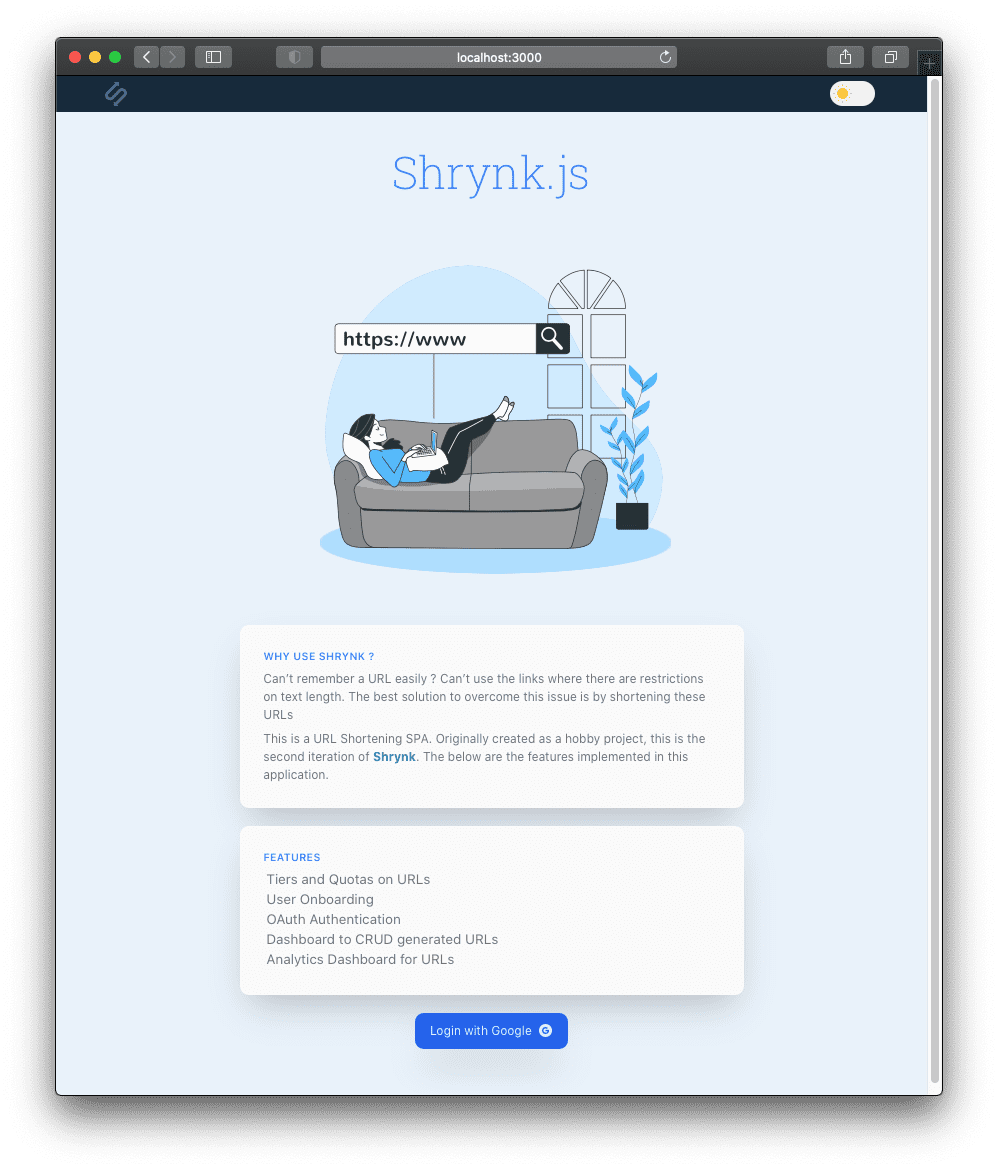 localhost:3000
Shrynk.js
https://www
WHY USE SHRYNK ?
Can’t remember a URL easily ? Can’t use the links where there are restrictions
on text length. The best solution to overcome this issue is by shortening these
URLs
This is a URL Shortening SPA. Originally created as a hobby project, this is the
second iteration of Shrynk. The below are the features implemented in this
application.
FEATURES
Tiers and Quotas on URLs
User Onboarding
OAuth Authentication
Dashboard to CRUD generated URLs
Analytics Dashboard for URLs
Login with Google